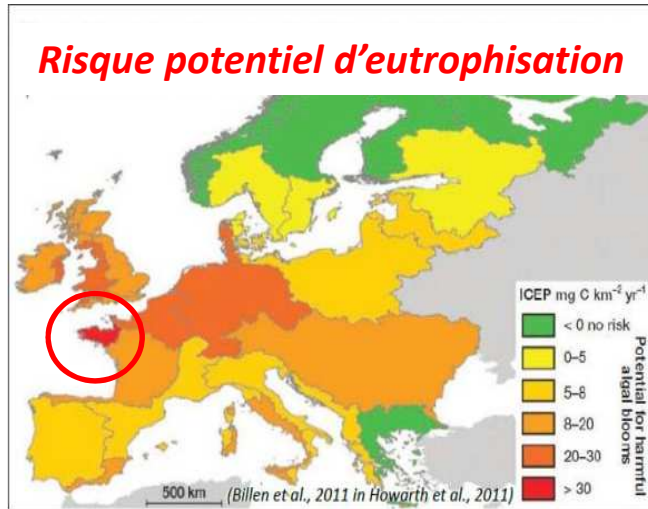 Risque potentiel d’eutrophisation
ICEP mg C km⁻² yr⁻¹
< 0 no risk
0–5
5–8
8–20
20–30
> 30
Potential for harmful
algal blooms
500 km
(Billen et al., 2011 in Howarth et al., 2011)